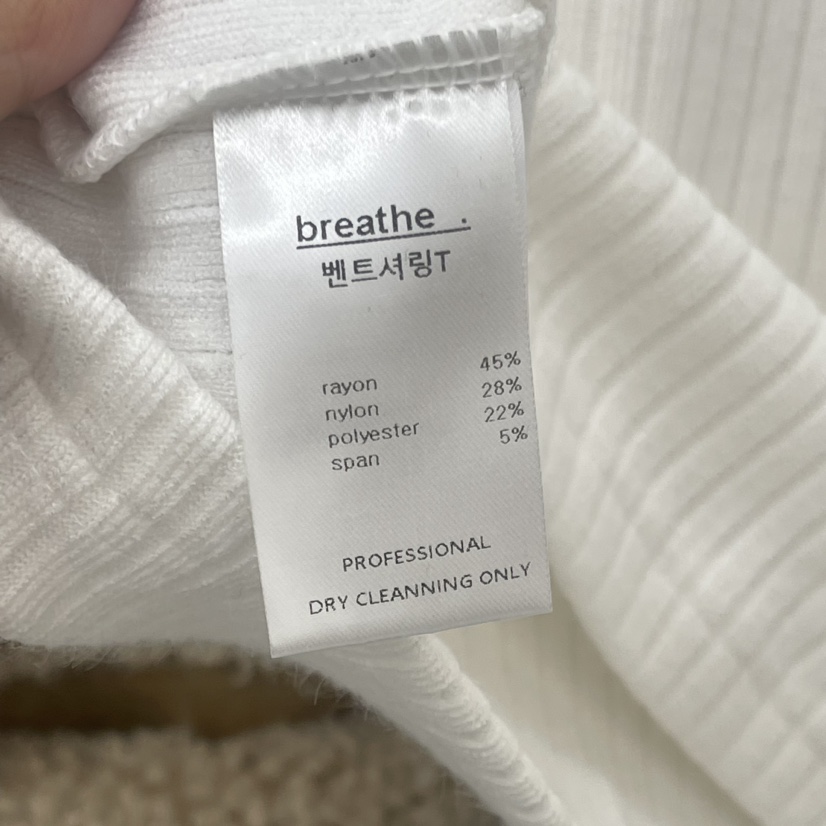 breathe .
벤트셔링T
rayon 45%
nylon 28%
polyester 22%
span 5%
PROFESSIONAL
DRY CLEANNING ONLY